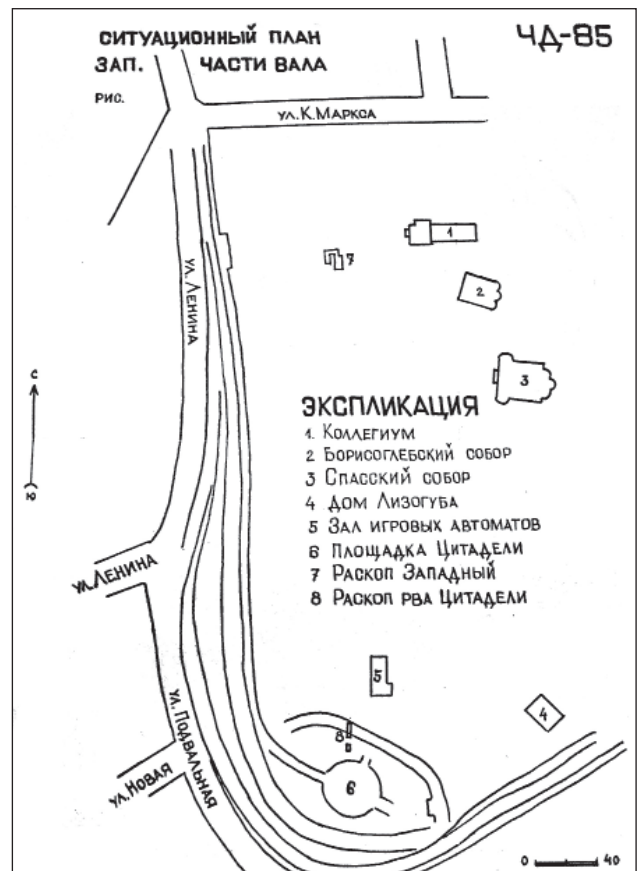 СИТУАЦИОННЫЙ ПЛАН
ЗАП. ЧАСТИ ВАЛА
ЧД-85
РИС.
УЛ. К. МАРКСА
УЛ. ЛЕНИНА
1
7
2
3
С
ЭКСПЛИКАЦИЯ
1. КОЛЛЕГИУМ
2 БОРИСОГЛЕБСКИЙ СОБОР
3 СПАССКИЙ СОБОР
4 ДОМ ЛИЗОГУБА
5 ЗАЛ ИГРОВЫХ АВТОМАТОВ
6 ПЛОЩАДКА ЦИТАДЕЛИ
7 РАСКОП ЗАПАДНЫЙ
8 РАСКОП РВА ЦИТАДЕЛИ
УЛ. ЛЕНИНА
УЛ. ПОДВАЛЬНАЯ
УЛ. НОВАЯ
5
4
8
6
0 40